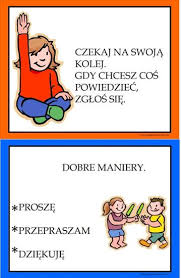 CZEKAJ NA SWOJĄ
KOLEJ.
GDY CHCESZ COŚ
POWIEDZIEĆ,
ZGŁOŚ SIĘ.
DOBRE MANIERY.
*PROSZĘ
*PRZEPRASZAM
*DZIĘKUJĘ